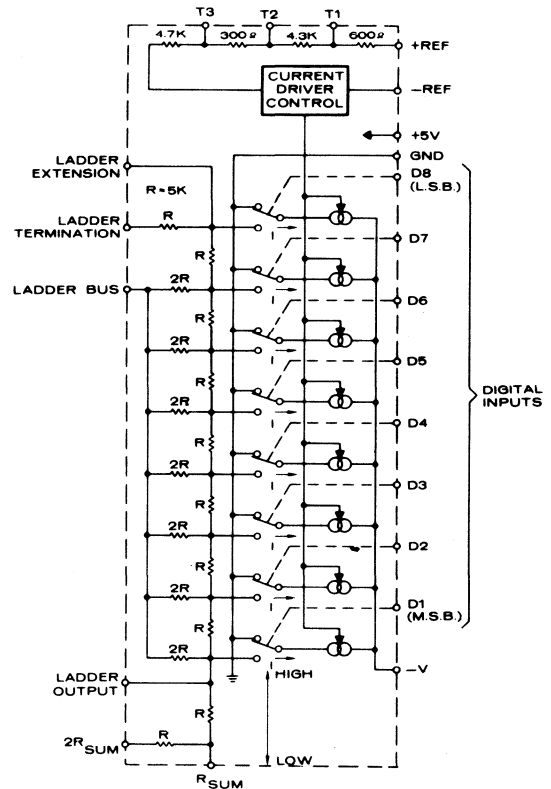 T3
T2
T1
4.7K
300Ω
4.3K
600Ω
+REF
CURRENT
DRIVER
CONTROL
−REF
+5V
GND
LADDER
EXTENSION
D8
(L.S.B.)
R=5K
LADDER
TERMINATION
R
D7
R
LADDER BUS
2R
D6
R
2R
D5
R
2R
DIGITAL
INPUTS
D4
R
2R
D3
R
2R
D2
R
2R
D1
(M.S.B.)
R
2R
−V
HIGH
LADDER
OUTPUT
R
2R SUM
R
LOW
R SUM